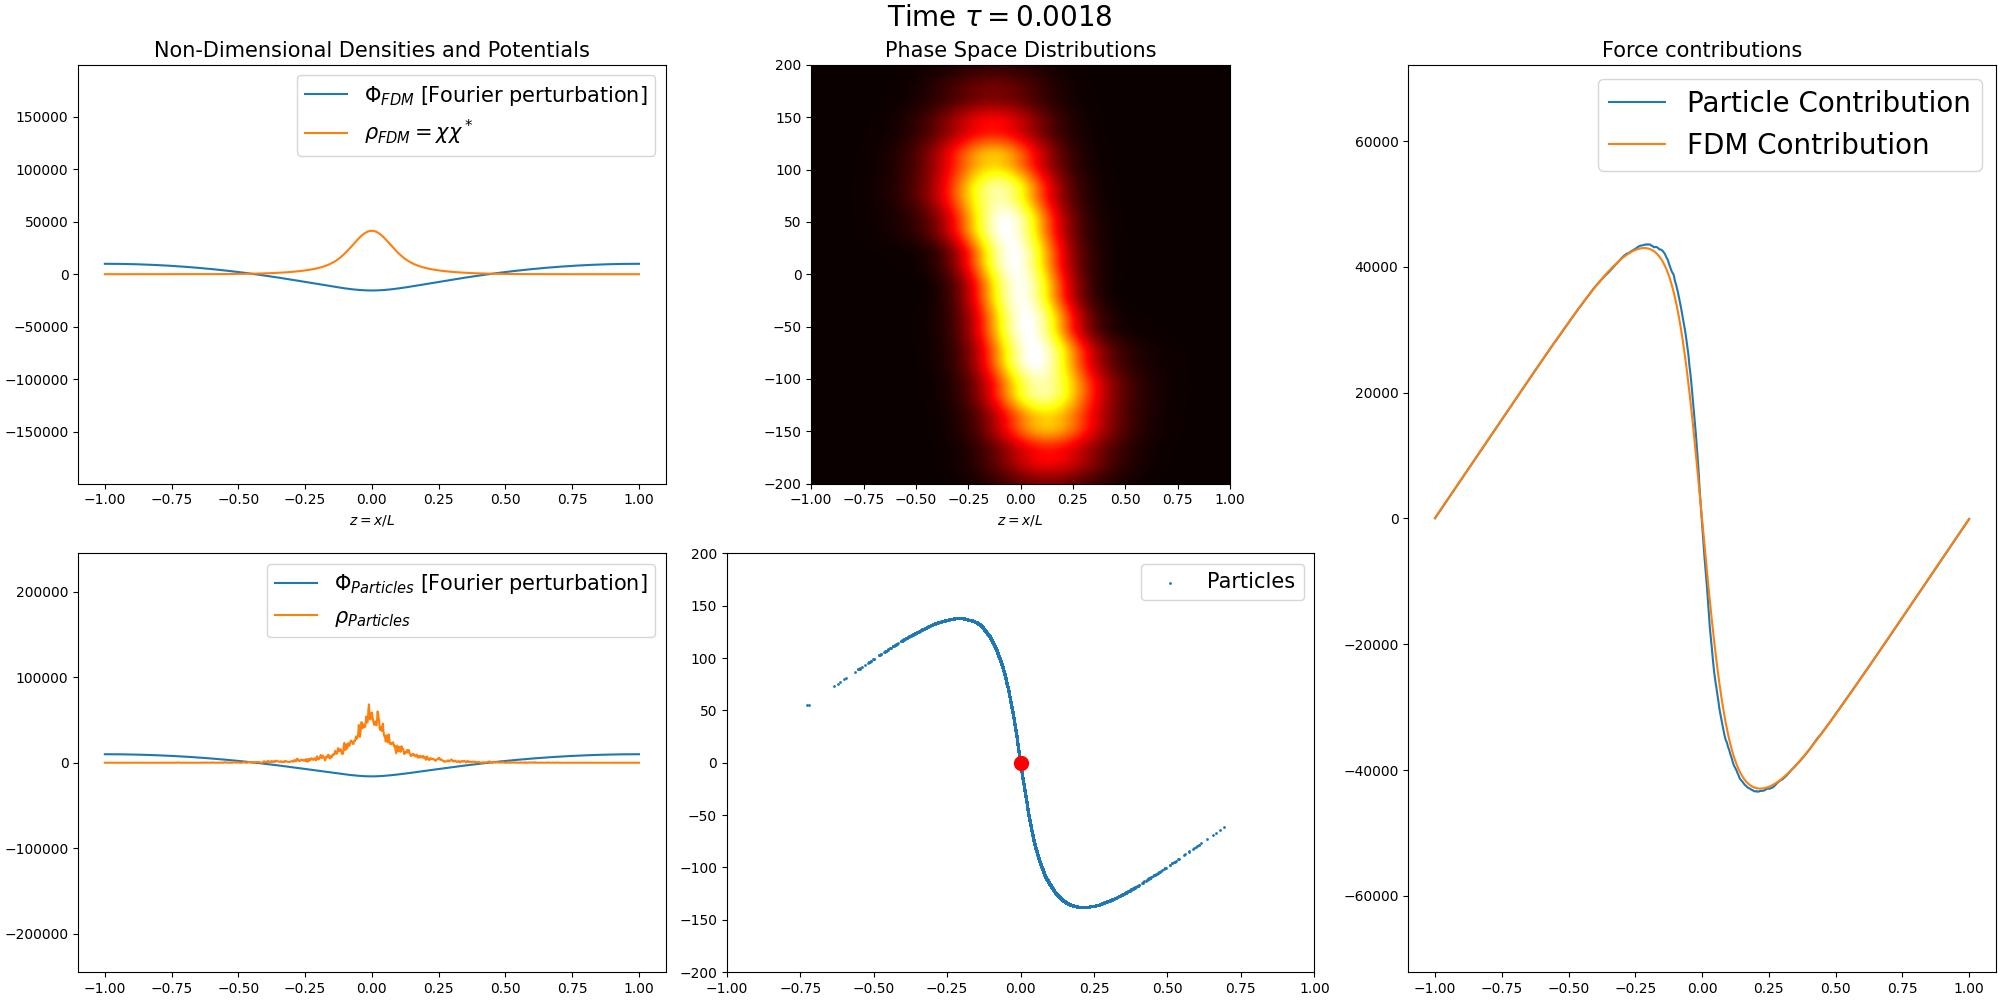 Time τ = 0.0018
Non-Dimensional Densities and Potentials
Φ_FDM [Fourier perturbation]
ρ_FDM = χχ*
150000
100000
50000
0
−50000
−100000
−150000
−1.00 −0.75 −0.50 −0.25 0.00 0.25 0.50 0.75 1.00
z = x/L
Phase Space Distributions
200
150
100
50
0
−50
−100
−150
−200
−1.00 −0.75 −0.50 −0.25 0.00 0.25 0.50 0.75 1.00
z = x/L
Force contributions
Particle Contribution
FDM Contribution
60000
40000
20000
0
−20000
−40000
−60000
−1.00 −0.75 −0.50 −0.25 0.00 0.25 0.50 0.75 1.00
Φ_Particles [Fourier perturbation]
ρ_Particles
200000
100000
0
−100000
−200000
−1.00 −0.75 −0.50 −0.25 0.00 0.25 0.50 0.75 1.00
Particles
200
150
100
50
0
−50
−100
−150
−200
−1.00 −0.75 −0.50 −0.25 0.00 0.25 0.50 0.75 1.00